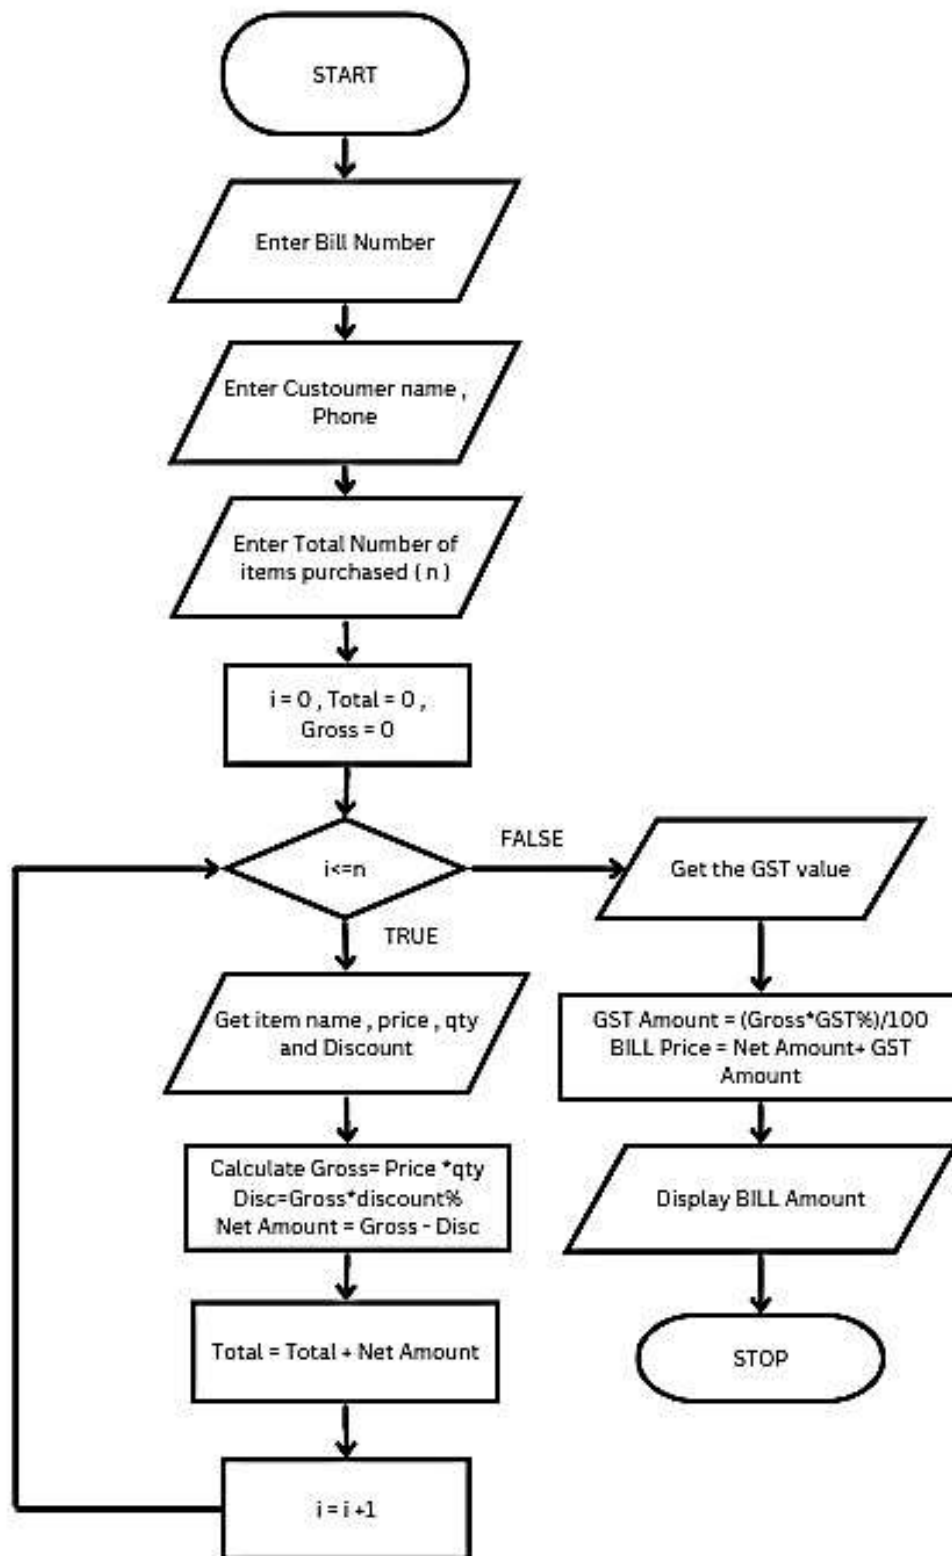 START
Enter Bill Number
Enter Custoumer name ,
Phone
Enter Total Number of
items purchased ( n )
i = 0 , Total = 0 ,
Gross = 0
i<=n
FALSE
TRUE
Get item name , price , qty
and Discount
Calculate Gross= Price *qty
Disc=Gross*discount%
Net Amount = Gross - Disc
Total = Total + Net Amount
i = i +1
Get the GST value
GST Amount = (Gross*GST%)/100
BILL Price = Net Amount+ GST
Amount
Display BILL Amount
STOP